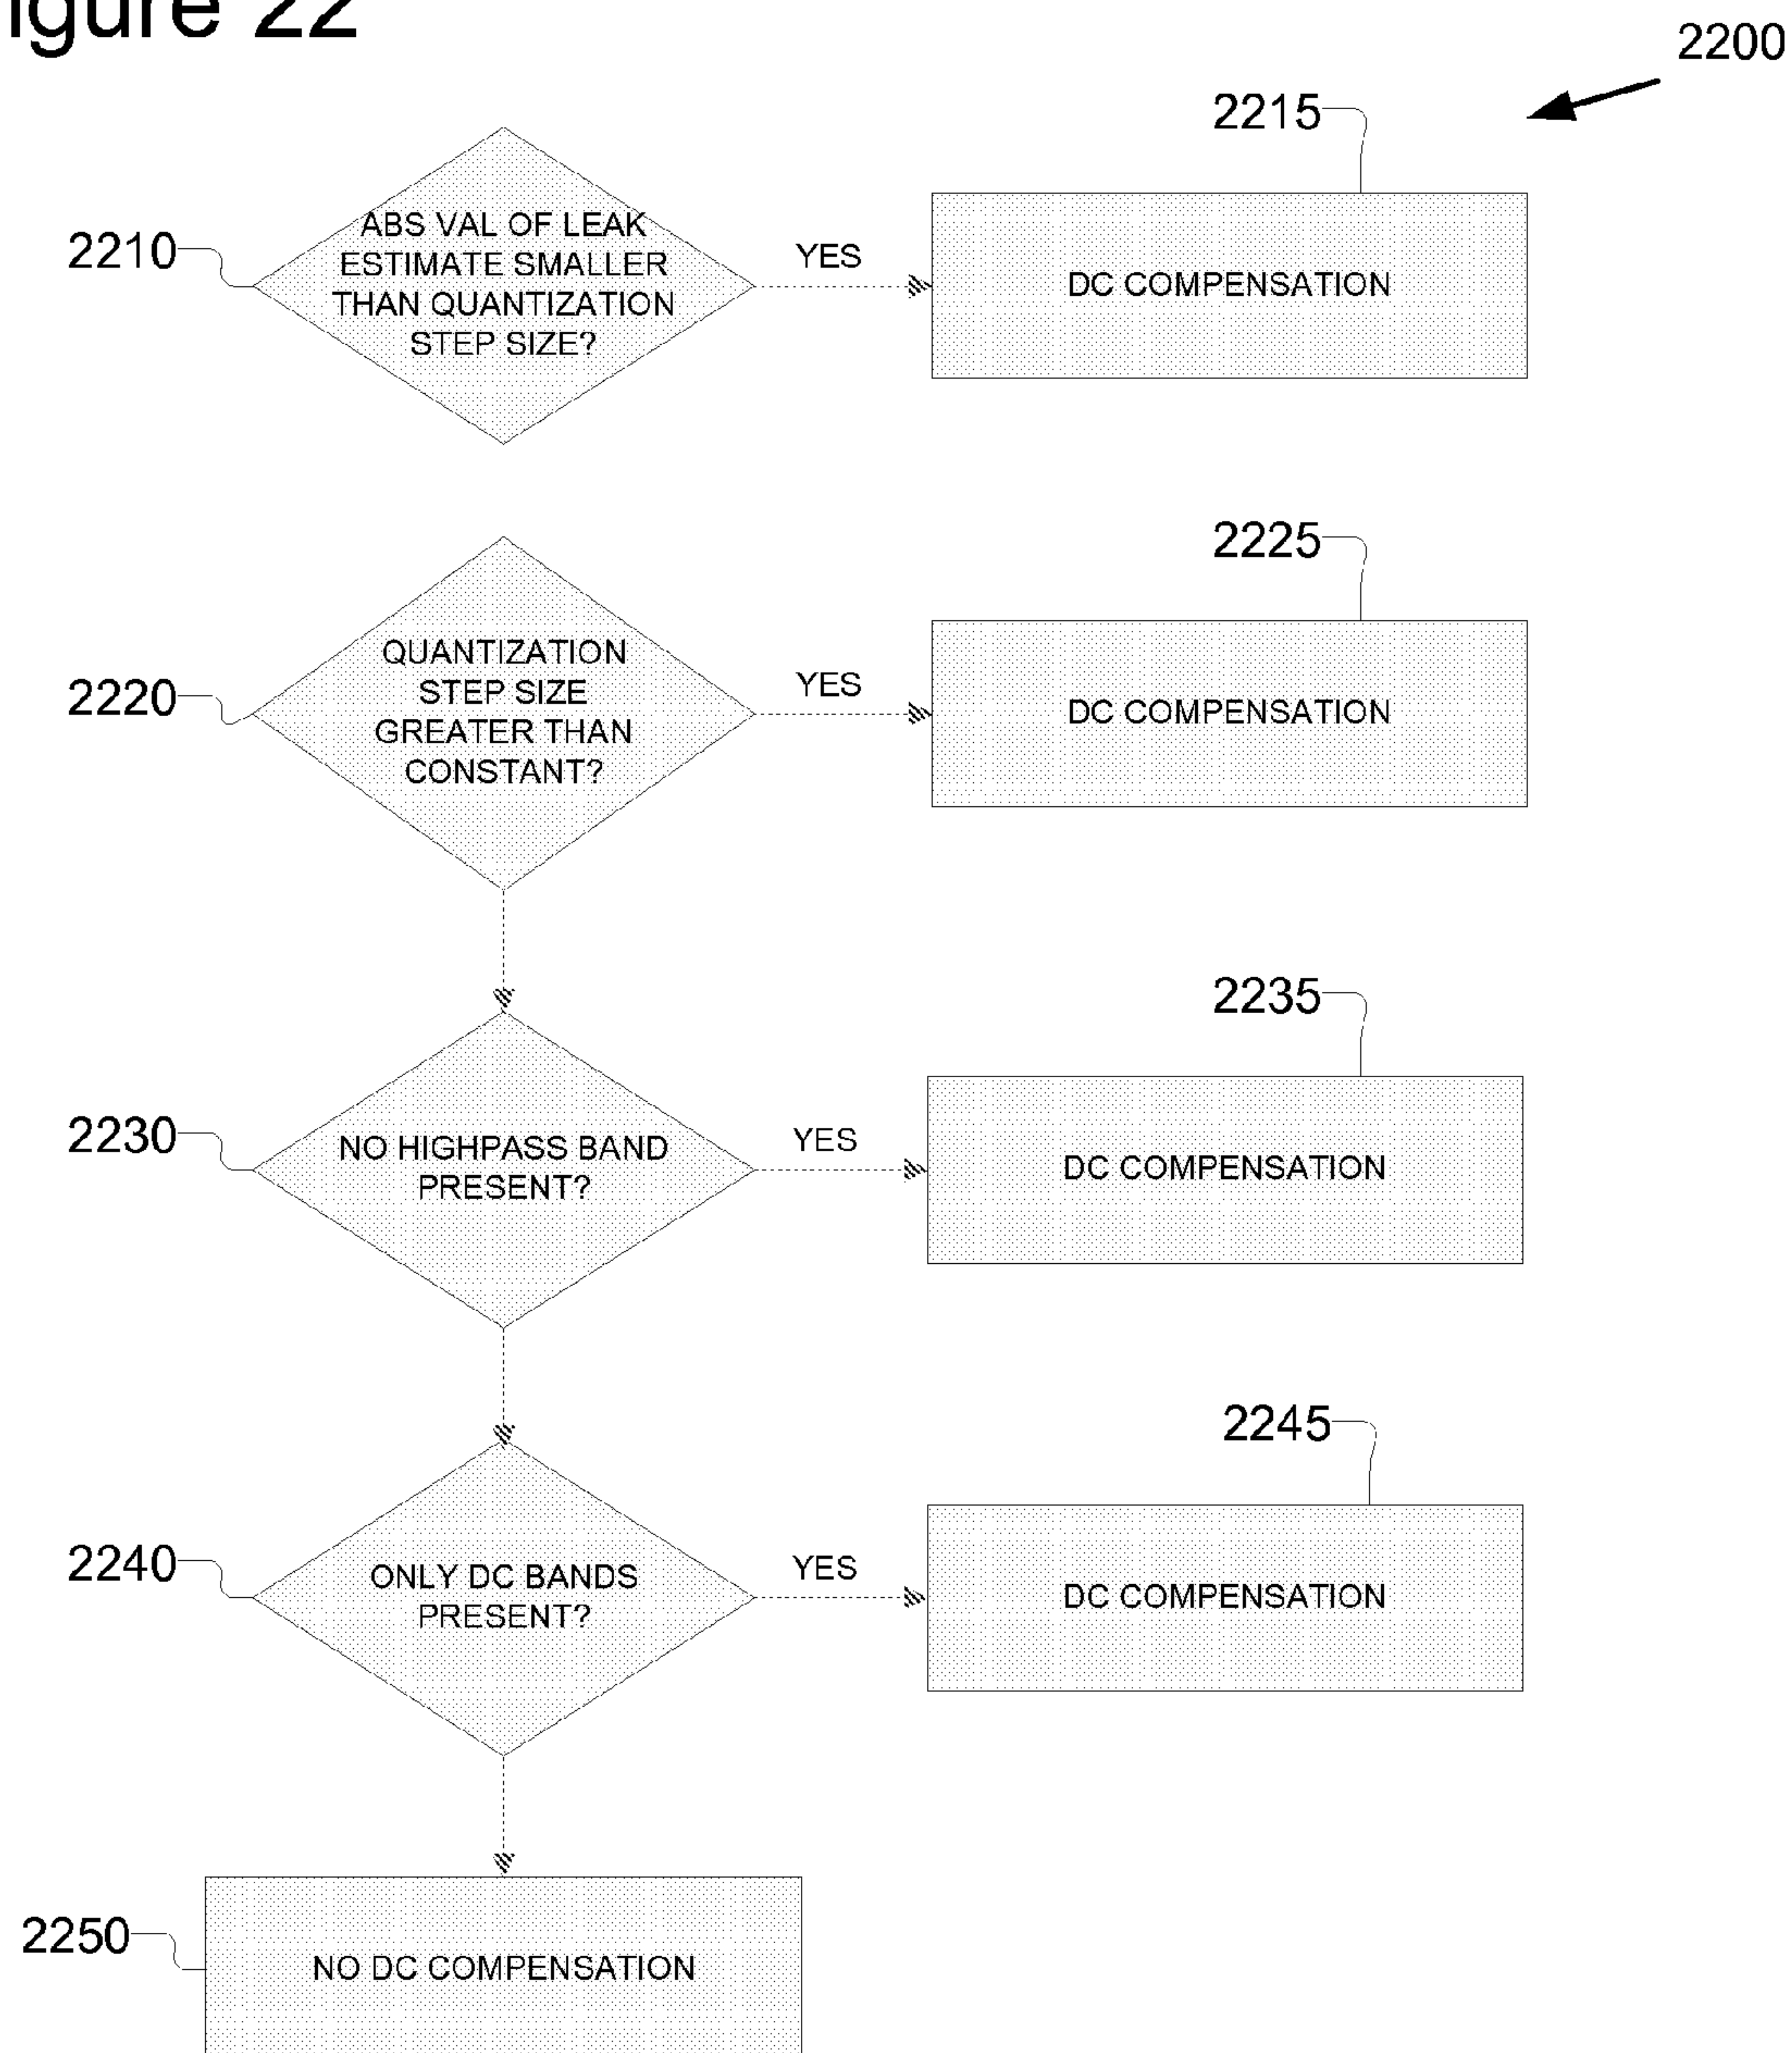 igure 22
2200
2215
2210
ABS VAL OF LEAK
ESTIMATE SMALLER
THAN QUANTIZATION
STEP SIZE?
YES
DC COMPENSATION
2225
2220
QUANTIZATION
STEP SIZE
GREATER THAN
CONSTANT?
YES
DC COMPENSATION
2235
2230
NO HIGHPASS BAND
PRESENT?
YES
DC COMPENSATION
2245
2240
ONLY DC BANDS
PRESENT?
YES
DC COMPENSATION
2250
NO DC COMPENSATION